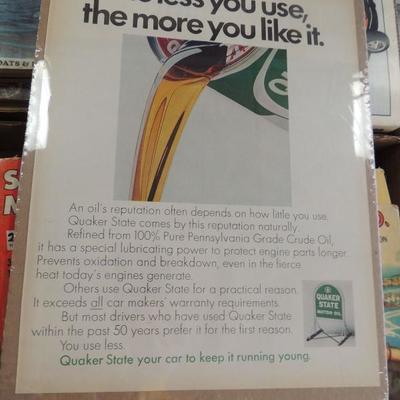 less you use,
the more you like it.
An oil's reputation often depends on how little you use.
Quaker State comes by this reputation naturally.
Refined from 100% Pure Pennsylvania Grade Crude Oil,
it has a special lubricating power to protect engine parts longer.
Prevents oxidation and breakdown, even in the fierce
heat today's engines generate.
Others use Quaker State for a practical reason.
It exceeds all car makers' warranty requirements.
But most drivers who have used Quaker State
within the past 50 years prefer it for the first reason.
You use less.
Quaker State your car to keep it running young.
QUAKER
STATE
MOTOR OIL